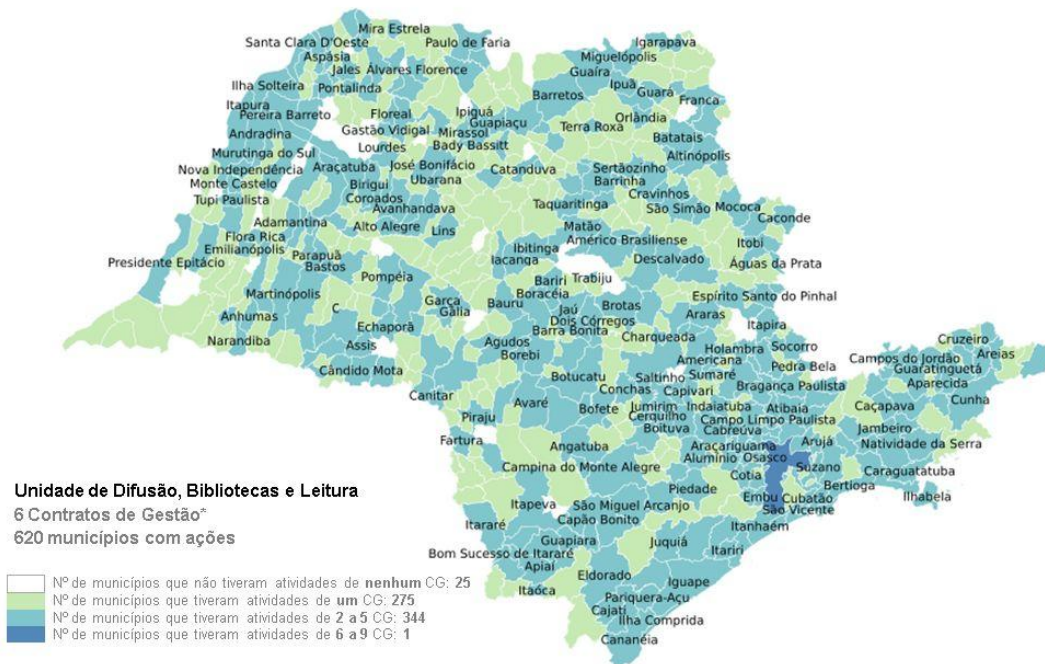 Mira Estrela
Santa Clara D'Oeste
Paulo de Faria
Igarapava
Aspásia
Miguelópolis
Jales Álvares Florence
Guaíra
Ilha Solteira
Pontalinda
Ipuã
Barretos
Guará
Itapura
Ipiguá
Franca
Pereira Barreto
Floreal
Guapiaçu
Orlândia
Andradina
Gastão Vidigal
Mirassol
Terra Roxa
Batatais
Lourdes
Bady Bassitt
Murutinga do Sul
Altinópolis
Nova Independência
Araçatuba
José Bonifácio
Catanduva
Sertãozinho
Monte Castelo
Birigui
Ubarana
Barrinha
Tupi Paulista
Coroados
Cravinhos
Avanhandava
Taquaritinga
São Simão
Mococa
Caconde
Adamantina
Alto Alegre
Lins
Matão
Flora Rica
Ibitinga
Américo Brasiliense
Itobi
Emilianópolis
Parapuã
Iacanga
Descalvado
Águas da Prata
Presidente Epitácio
Bastos
Pompéia
Bariri
Trabiju
Martinópolis
Boracéia
Espírito Santo do Pinhal
Garça
Bauru
Jaú
Brotas
Anhumas
C
Gália
Dois Córregos
Araras
Echaporã
Barra Bonita
Itapira
Narandiba
Assis
Agudos
Charqueada
Cruzeiro
Borebi
Holambra
Socorro
Areias
Cândido Mota
Americana
Campos do Jordão
Botucatu
Saltinho
Sumaré
Pedra Bela
Guaratinguetá
Conchas
Capivari
Bragança Paulista
Aparecida
Canitar
Avaré
Bofete
Jumirim
Indaiatuba
Atibaia
Caçapava
Cunha
Piraju
Cerquilho
Campo Limpo Paulista
Boituva
Cabreúva
Jambeiro
Fartura
Angatuba
Araçariguama
Arujá
Natividade da Serra
Alumínio
Osasco
Campina do Monte Alegre
Cotia
Suzano
Caraguatatuba
Unidade de Difusão, Bibliotecas e Leitura
Piedade
Bertioga
6 Contratos de Gestão*
Itapeva
São Miguel Arcanjo
Embu
Cubatão
Ilhabela
São Vicente
620 municípios com ações
Itararé
Capão Bonito
Itanhaém
Guapiara
Juquiá
Bom Sucesso de Itararé
Itariri
Apiaí
Eldorado
Nº de municípios que não tiveram atividades de nenhum CG: 25
Iguape
Itaóca
Nº de municípios que tiveram atividades de um CG: 275
Pariquera-Açu
Cajati
Nº de municípios que tiveram atividades de 2 a 5 CG: 344
Ilha Comprida
Nº de municípios que tiveram atividades de 6 a 9 CG: 1
Cananéia